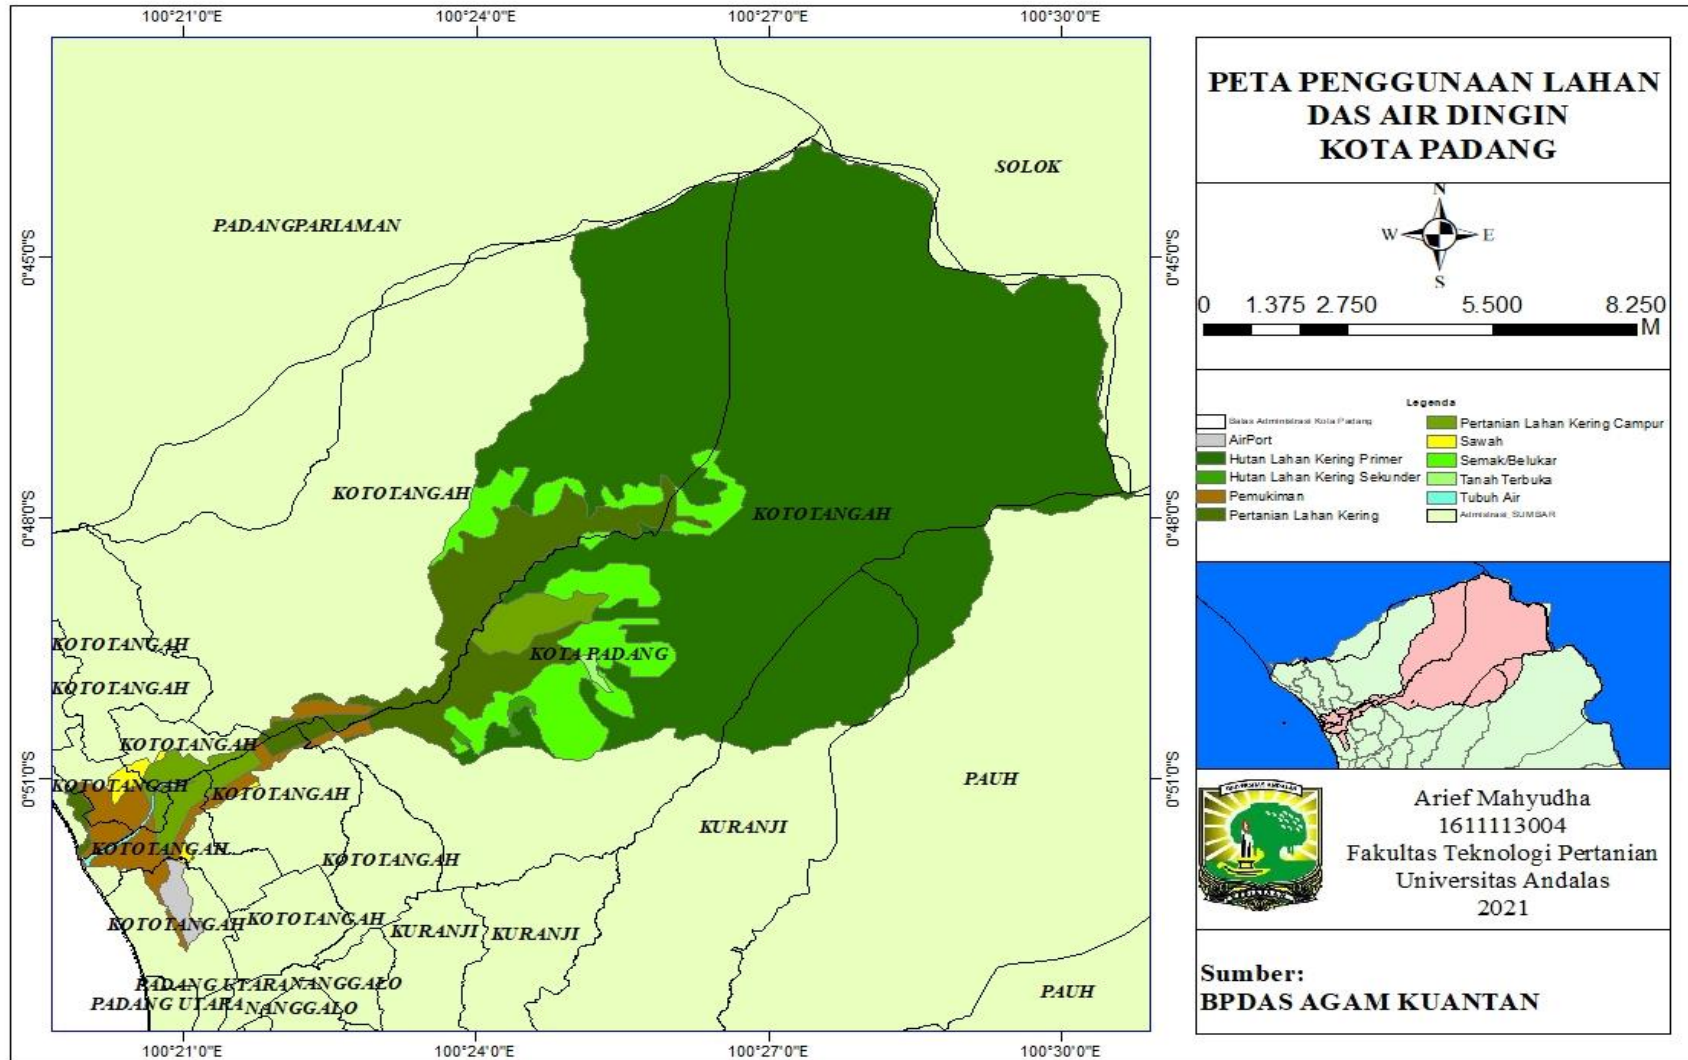 100°21'0"E 100°24'0"E 100°27'0"E 100°30'0"E
0°45'0"S
0°48'0"S
0°51'0"S
0°45'0"S
0°48'0"S
0°51'0"S
SOLOK
PADANGPARIAMAN
KOTOTANGAH
KOTOTANGAH
KOTOTANGAH
KOTA PADANG
KOTOTANGAH
KOTOTANGAH
KOTOTANGAH
KOTOTANGAH
PAUH
KURANJI
KOTOTANGAH
KOTOTANGAH
KOTOTANGAH
KOTOTANGAH
KURANJI
KURANJI
PADANG UTARA
NANGGALO
PAUH
PADANG UTARA
NANGGALO
100°21'0"E 100°24'0"E 100°27'0"E 100°30'0"E
PETA PENGGUNAAN LAHAN
DAS AIR DINGIN
KOTA PADANG
N
W E
S
0 1.375 2.750 5.500 8.250
M
Legenda
Batas Administrasi Kota Padang
AirPort
Hutan Lahan Kering Primer
Hutan Lahan Kering Sekunder
Pemukiman
Pertanian Lahan Kering
Pertanian Lahan Kering Campur
Sawah
Semak/Belukar
Tanah Terbuka
Tubuh Air
UNIVERSITAS ANDALAS
Arief Mahyudha
1611113004
Fakultas Teknologi Pertanian
Universitas Andalas
2021
Sumber:
BPDAS AGAM KUANTAN